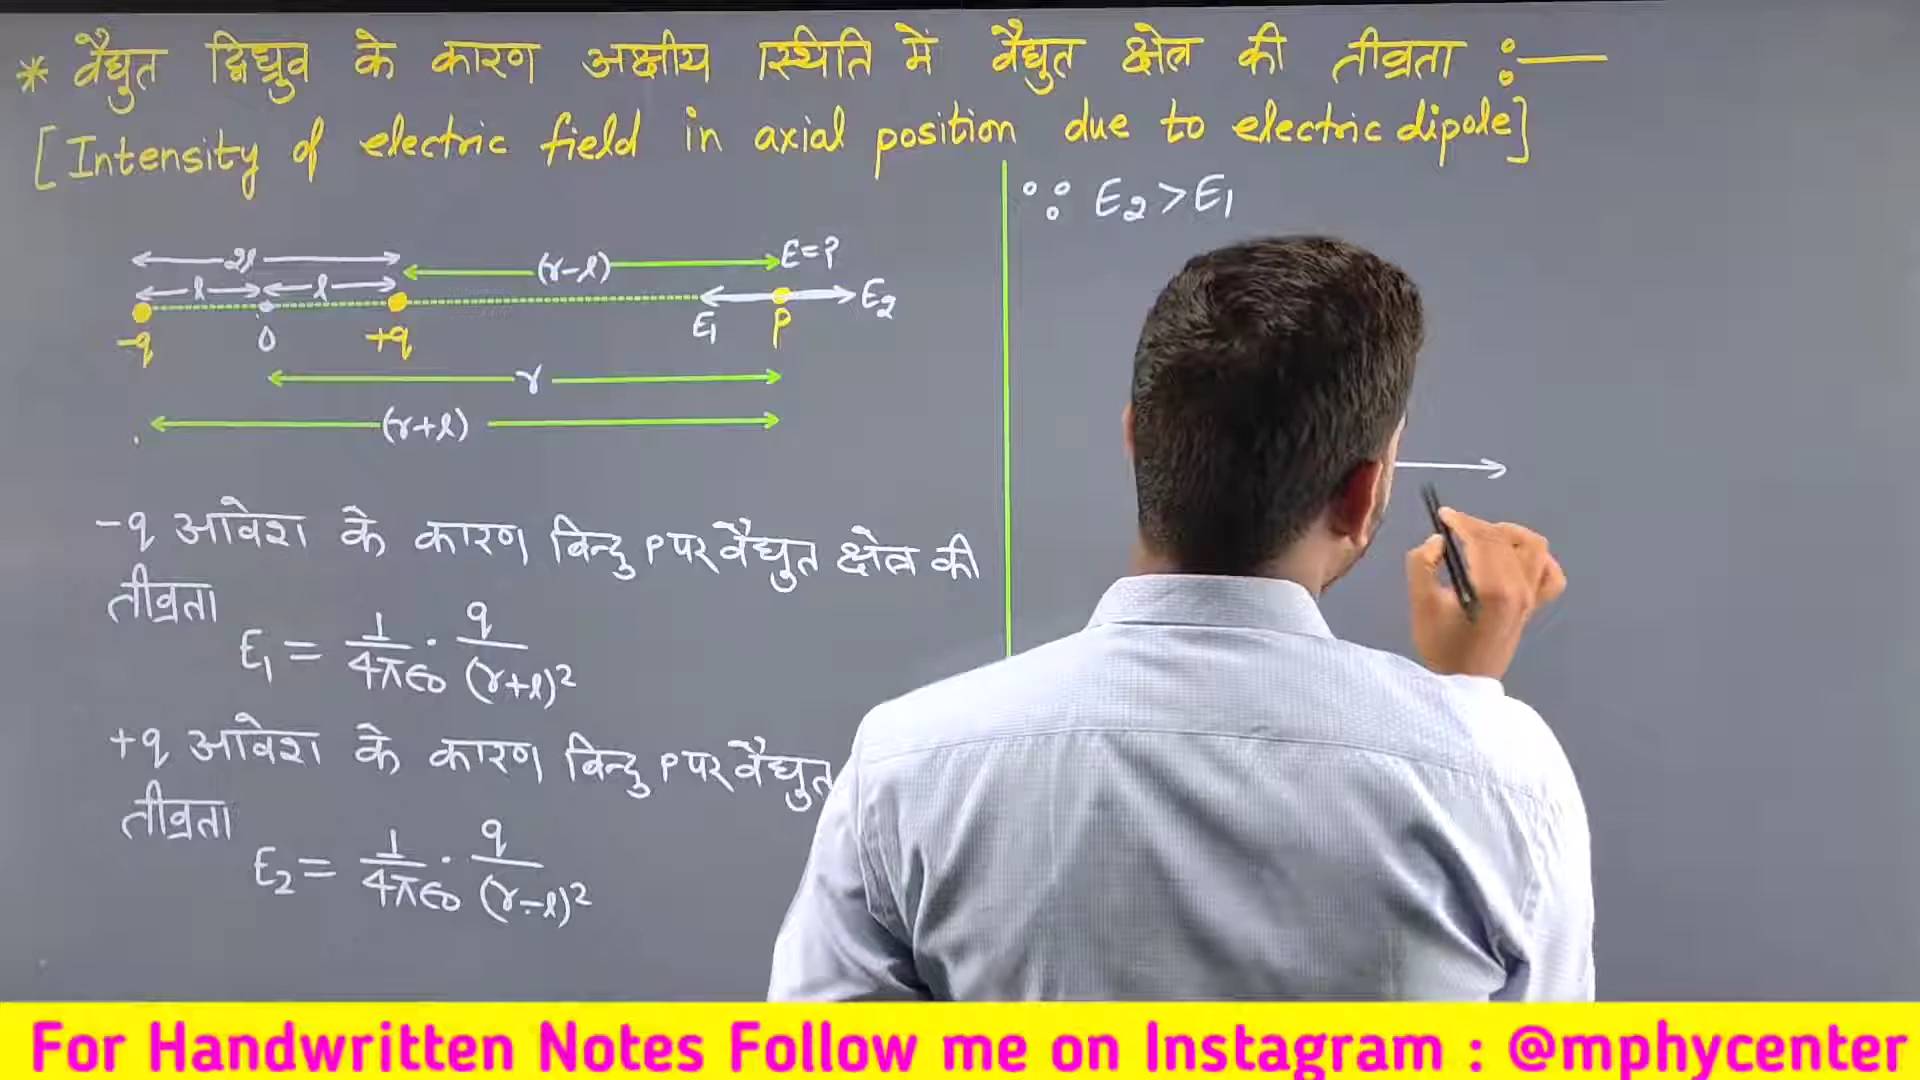 * वैद्युत द्विध्रुव के कारण अक्षीय स्थिति में वैद्युत क्षेत्र की तीव्रता :—
[Intensity of electric field in axial position due to electric dipole]
2l
(r-l)
E=?
l
l
E₂
-q
O
+q
E₁
P
r
(r+l)
-q आवेश के कारण बिन्दु P पर वैद्युत क्षेत्र की
तीव्रता
E₁ = 1/4πϵ₀ · q/(r+l)²
+q आवेश के कारण बिन्दु P पर वैद्युत
तीव्रता
E₂ = 1/4πϵ₀ · q/(r-l)²
∵ E₂ > E₁
For Handwritten Notes Follow me on Instagram : @mphycenter